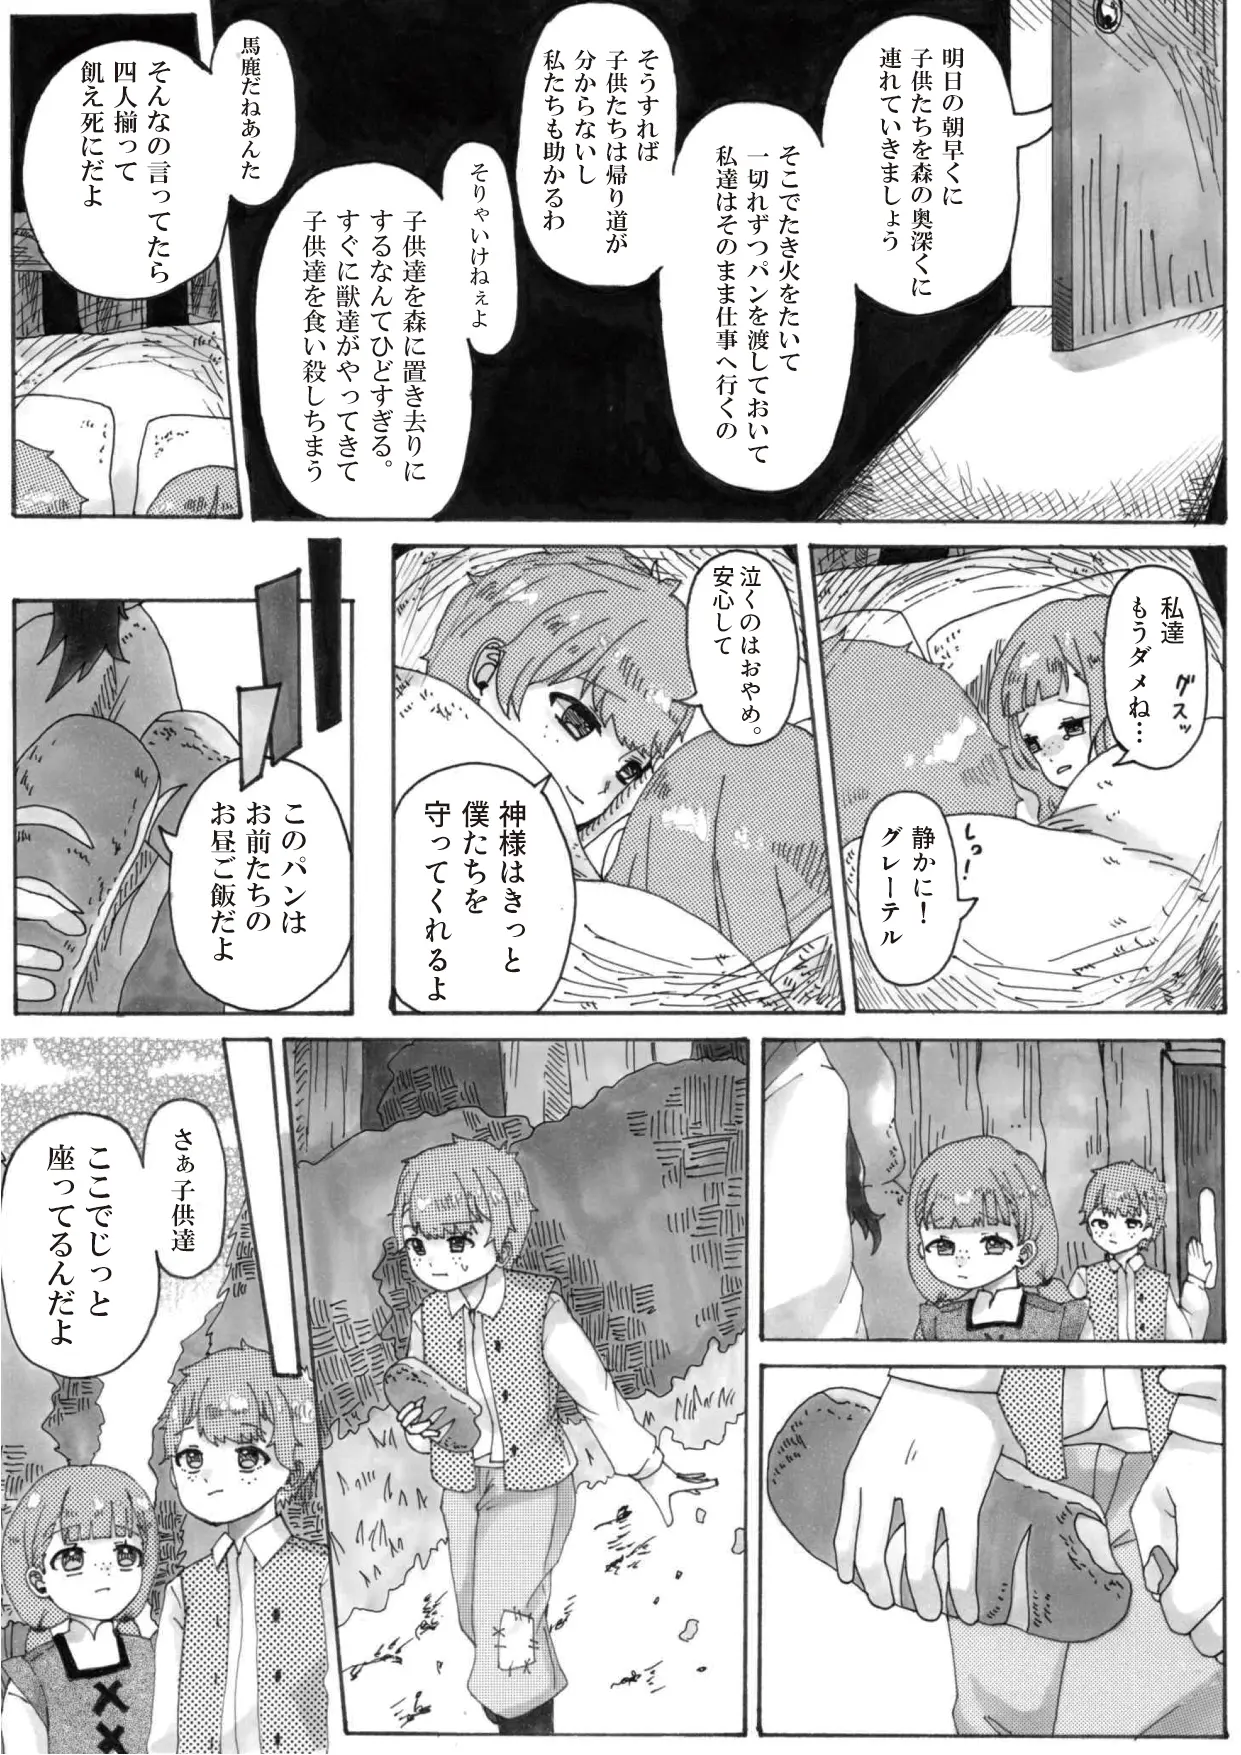 明日の朝早くに
子供たちを森の奥深くに
連れていきましょう
そこでたき火をたいて
一切れずつパンを渡しておいて
私達はそのまま仕事へ行くの
そうすれば
子供たちは帰り道が
分からないし
私たちも助かるわ
そりゃいけねぇよ
子供達を森に置き去りに
するなんてひどすぎる。
すぐに獣達がやってきて
子供達を食い殺しちまう
馬鹿だねあんた
そんなの言ってたら
四人揃って
飢え死にだよ
私達
もうダメね…
グスッ
しっ!
静かに!
グレーテル
泣くのはおやめ。
安心して
神様はきっと
僕たちを
守ってくれるよ
このパンは
お前たちの
お昼ご飯だよ
さぁ子供達
ここでじっと
座ってるんだよ